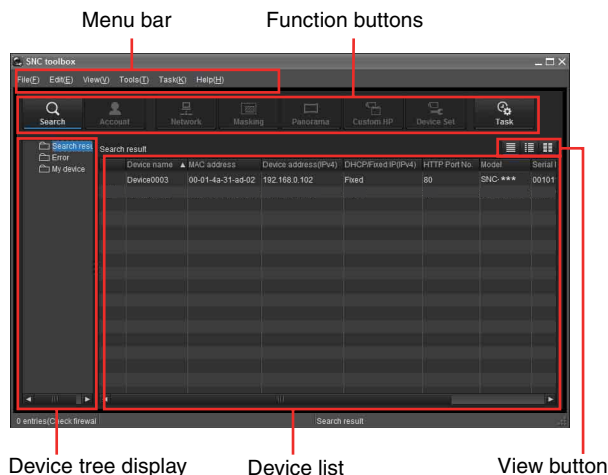 Menu bar Function buttons
SNC toolbox
File(F) Edit(E) View(V) Tools(T) Task(K) Help(H)
Search Account Network Masking Panorama Custom HP Device Set Task
Search resu Search result
Error
My device
Device name ▲ MAC address Device address(IPv4) DHCP/Fixed IP(IPv4) HTTP Port No. Model Serial
Device0003 00-01-4a-31-ad-02 192.168.0.102 Fixed 80 SNC-*** 00101
0 entries(Check firewal Search result
Device tree display Device list View button